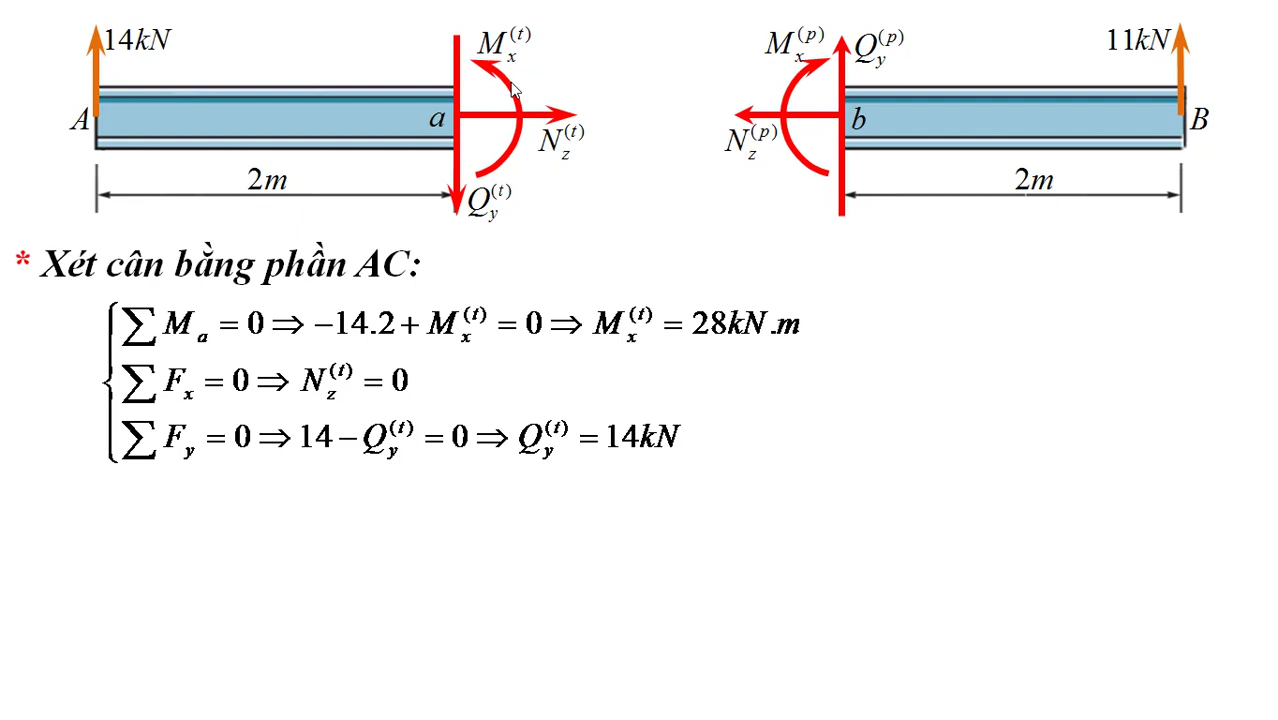 14kN
M_x^(t)
M_x^(p)
Q_y^(p)
11kN
A
a
N_z^(t)
N_z^(p)
b
B
2m
Q_y^(t)
2m
* Xét cân bằng phần AC:
∑M_a = 0 ⇒ −14.2 + M_x^(t) = 0 ⇒ M_x^(t) = 28kN.m
∑F_x = 0 ⇒ N_z^(t) = 0
∑F_y = 0 ⇒ 14 − Q_y^(t) = 0 ⇒ Q_y^(t) = 14kN